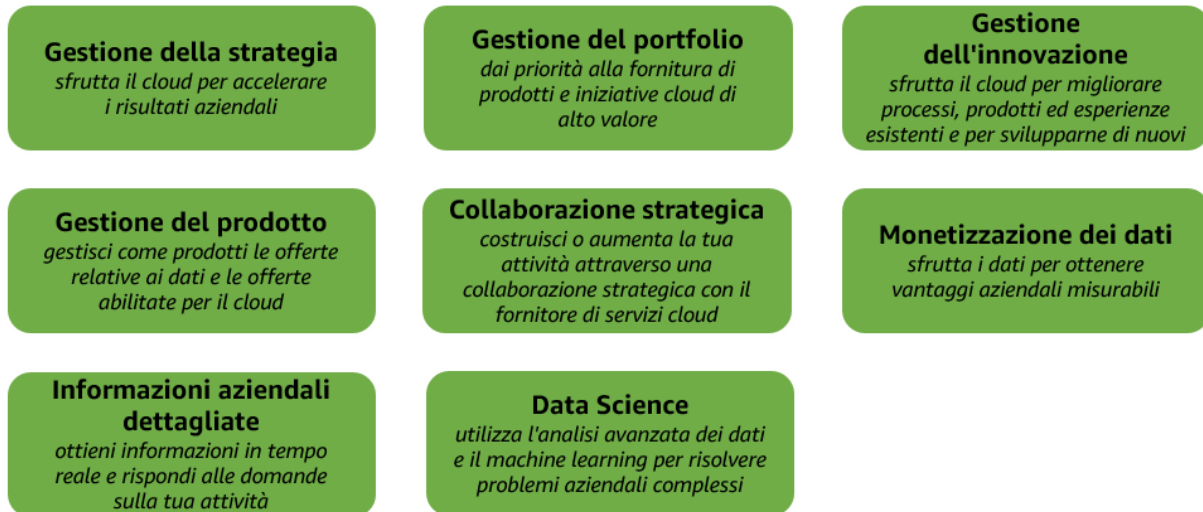 Gestione della strategia
sfrutta il cloud per accelerare
i risultati aziendali
Gestione del portfolio
dai priorità alla fornitura di
prodotti e iniziative cloud di
alto valore
Gestione
dell'innovazione
sfrutta il cloud per migliorare
processi, prodotti ed esperienze
esistenti e per svilupparne di nuovi
Gestione del prodotto
gestisci come prodotti le offerte
relative ai dati e le offerte
abilitate per il cloud
Collaborazione strategica
costruisci o aumenta la tua
attività attraverso una
collaborazione strategica con il
fornitore di servizi cloud
Monetizzazione dei dati
sfrutta i dati per ottenere
vantaggi aziendali misurabili
Informazioni aziendali
dettagliate
ottieni informazioni in tempo
reale e rispondi alle domande
sulla tua attività
Data Science
utilizza l'analisi avanzata dei dati
e il machine learning per risolvere
problemi aziendali complessi